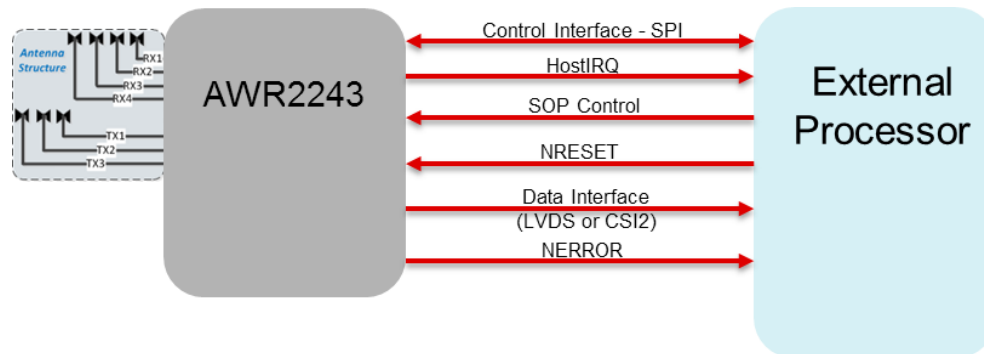 Antenna
Structure
RX1
RX2
RX3
RX4
TX1
TX2
TX3
AWR2243
Control Interface - SPI
HostIRQ
SOP Control
NRESET
Data Interface
(LVDS or CSI2)
NERROR
External
Processor